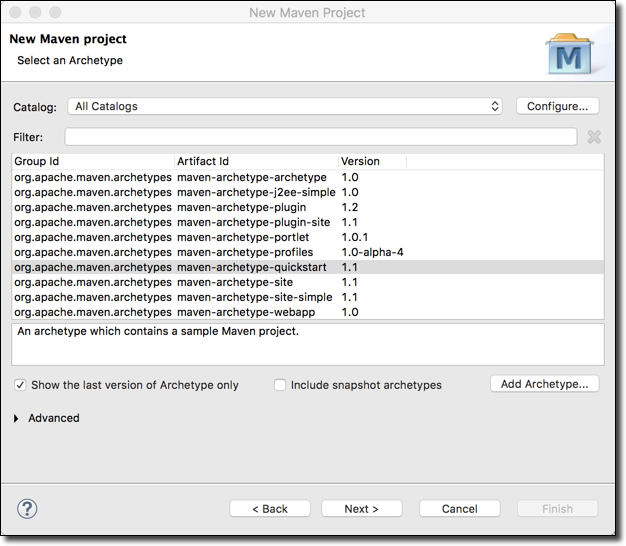 New Maven Project
New Maven project
Select an Archetype
M
Catalog: All Catalogs Configure...
Filter:
Group Id Artifact Id Version
org.apache.maven.archetypes maven-archetype-archetype 1.0
org.apache.maven.archetypes maven-archetype-j2ee-simple 1.0
org.apache.maven.archetypes maven-archetype-plugin 1.2
org.apache.maven.archetypes maven-archetype-plugin-site 1.1
org.apache.maven.archetypes maven-archetype-portlet 1.0.1
org.apache.maven.archetypes maven-archetype-profiles 1.0-alpha-4
org.apache.maven.archetypes maven-archetype-quickstart 1.1
org.apache.maven.archetypes maven-archetype-site 1.1
org.apache.maven.archetypes maven-archetype-site-simple 1.1
org.apache.maven.archetypes maven-archetype-webapp 1.0
An archetype which contains a sample Maven project.
Show the last version of Archetype only Include snapshot archetypes Add Archetype...
Advanced
? < Back Next > Cancel Finish